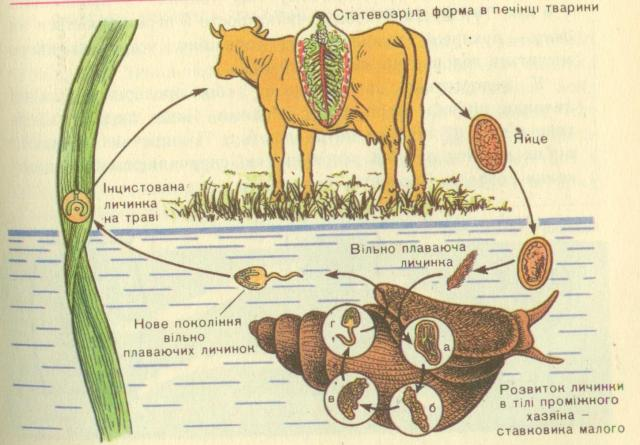 Статевозріла форма в печінці тварини
Яйце
Інцистована
личинка
на траві
Вільно плаваюча
личинка
Нове покоління
вільно
плаваючих личинок
г
а
в
б
Розвиток личинки
в тілі проміжного
хазяїна –
ставковика малого